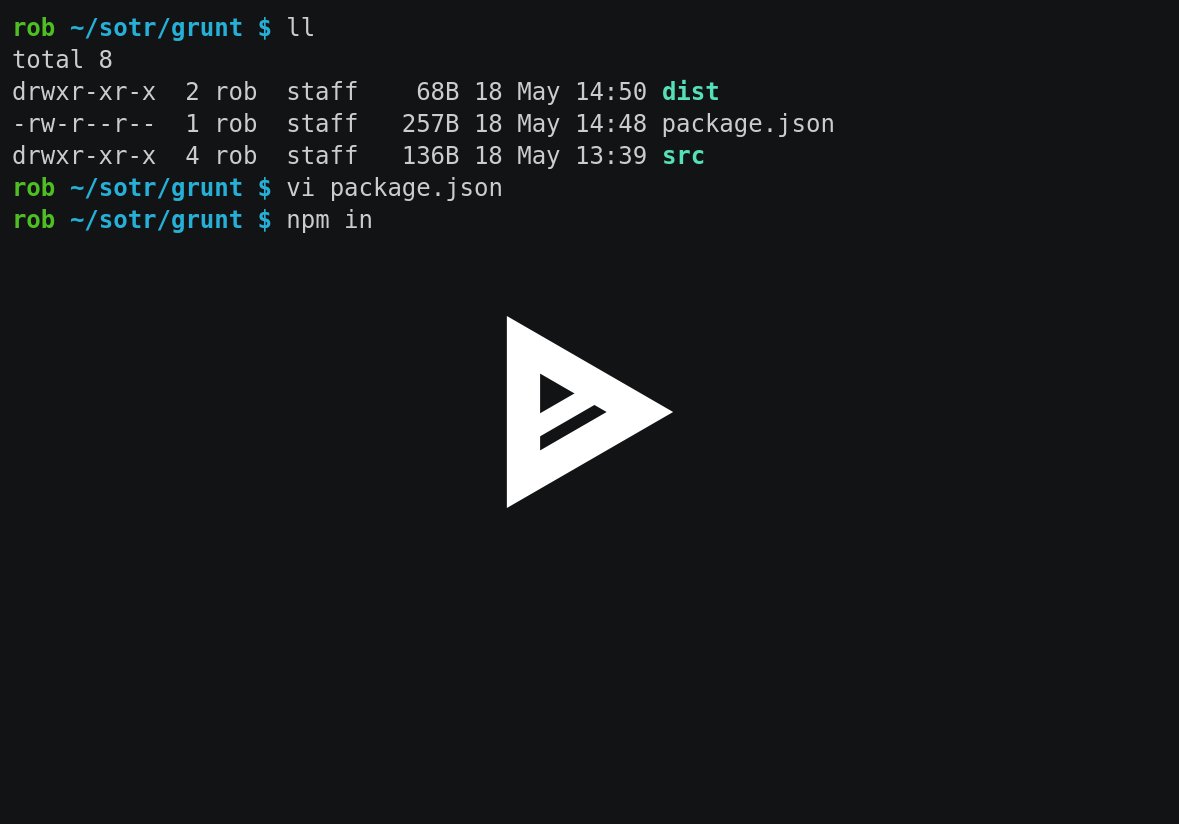 rob ~/sotr/grunt $ ll
total 8
drwxr-xr-x  2 rob  staff    68B 18 May 14:50 dist
-rw-r--r--  1 rob  staff   257B 18 May 14:48 package.json
drwxr-xr-x  4 rob  staff   136B 18 May 13:39 src
rob ~/sotr/grunt $ vi package.json
rob ~/sotr/grunt $ npm in